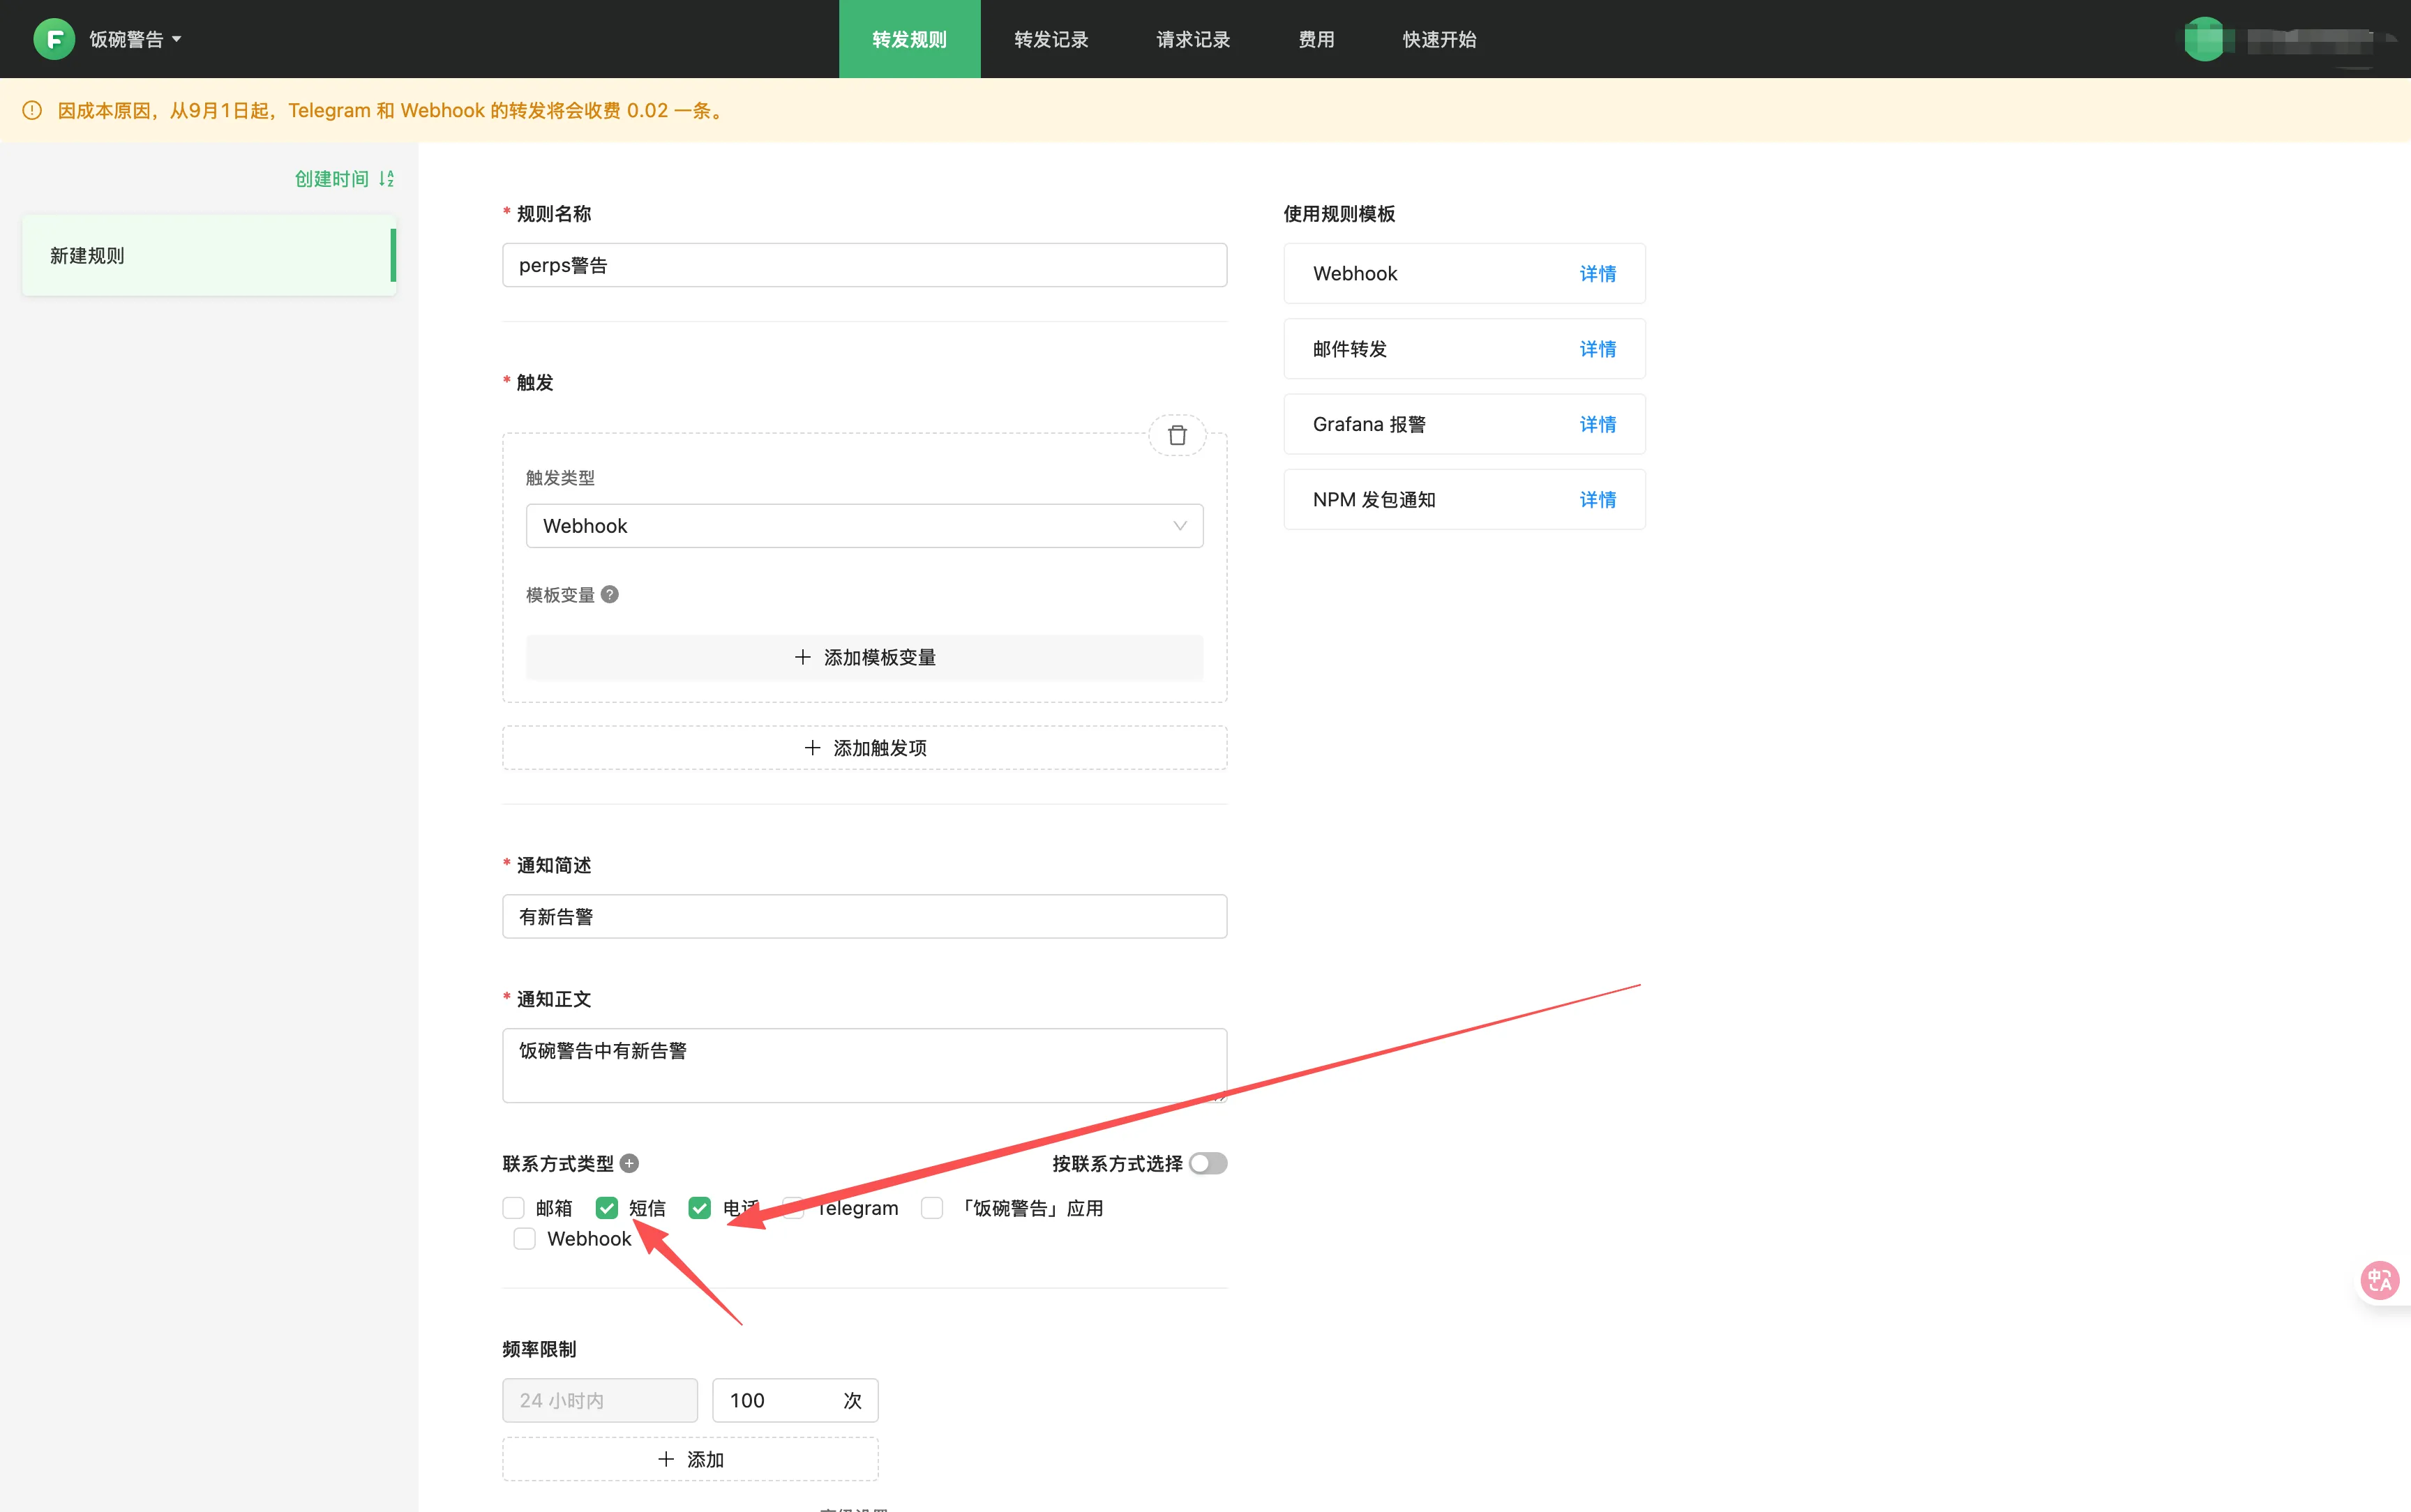 饭碗警告
转发规则
转发记录
请求记录
费用
快速开始
因成本原因，从9月1日起，Telegram 和 Webhook 的转发将会收费 0.02 一条。
创建时间
新建规则
* 规则名称
perps警告
* 触发
触发类型
Webhook
模板变量
添加模板变量
添加触发项
* 通知简述
有新告警
* 通知正文
饭碗警告中有新告警
联系方式类型
按联系方式选择
邮箱 短信 电话 Telegram 「饭碗警告」应用
Webhook
频率限制
24 小时内 100 次
添加
使用规则模板
Webhook 详情
邮件转发 详情
Grafana 报警 详情
NPM 发包通知 详情